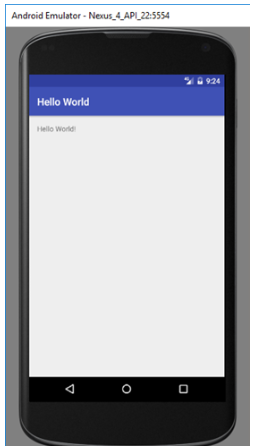 Android Emulator - Nexus_4_API_22:5554
9:24
Hello World
Hello World!